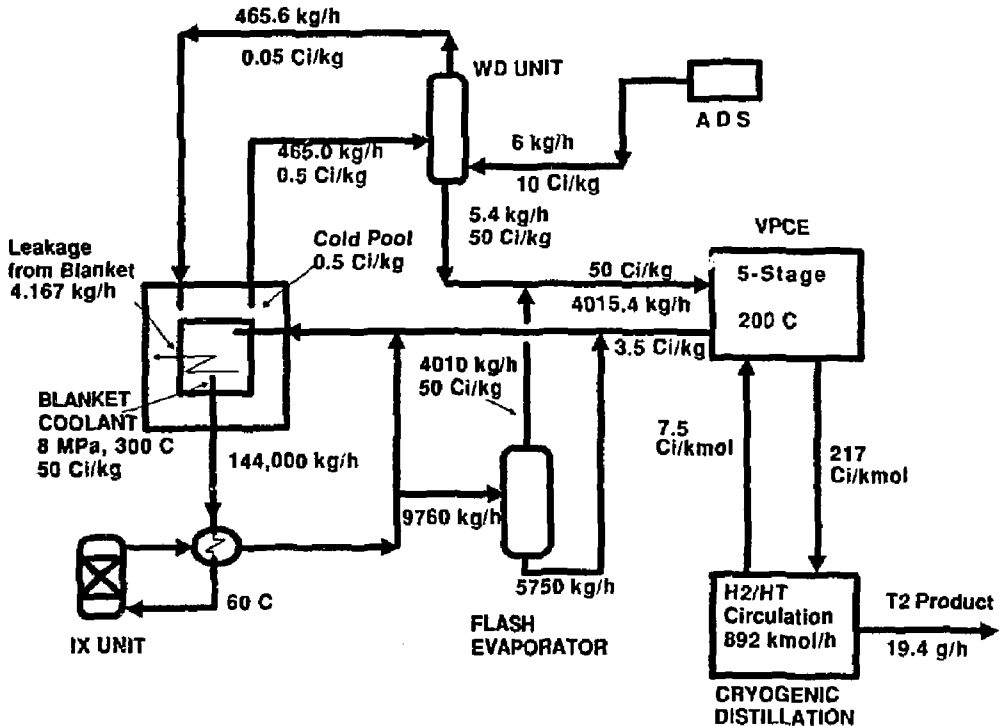 465.6 kg/h
0.05 Ci/kg
WD UNIT
A D S
6 kg/h
10 Ci/kg
465.0 kg/h
0.5 Ci/kg
5.4 kg/h
50 Ci/kg
Cold Pool
0.5 Ci/kg
Leakage
from Blanket
4.167 kg/h
VPCE
5-Stage
200 C
50 Ci/kg
4015.4 kg/h
3.5 Ci/kg
4010 kg/h
50 Ci/kg
BLANKET
COOLANT
8 MPa, 300 C
50 Ci/kg
144,000 kg/h
7.5
Ci/kmol
217
Ci/kmol
9760 kg/h
5750 kg/h
60 C
IX UNIT
FLASH
EVAPORATOR
H2/HT
Circulation
892 kmol/h
T2 Product
19.4 g/h
CRYOGENIC
DISTILLATION